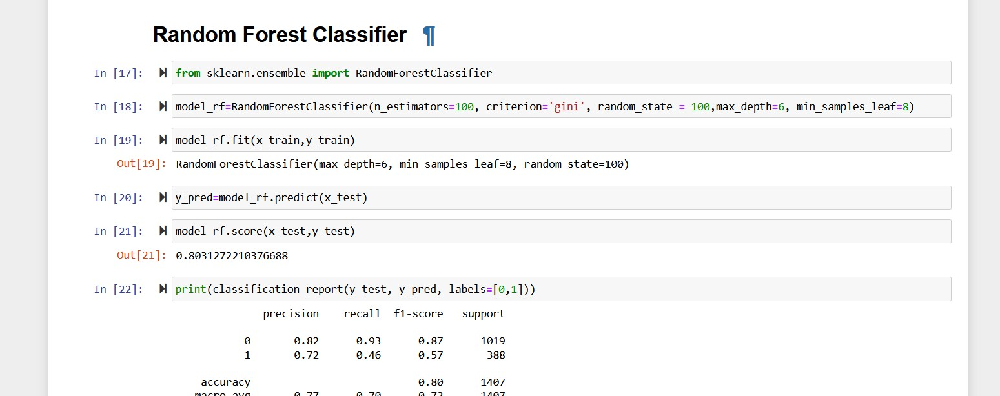 Random Forest Classifier ¶
In [17]: from sklearn.ensemble import RandomForestClassifier
In [18]: model_rf=RandomForestClassifier(n_estimators=100, criterion='gini', random_state = 100,max_depth=6, min_samples_leaf=8)
In [19]: model_rf.fit(x_train,y_train)
Out[19]: RandomForestClassifier(max_depth=6, min_samples_leaf=8, random_state=100)
In [20]: y_pred=model_rf.predict(x_test)
In [21]: model_rf.score(x_test,y_test)
Out[21]: 0.8031272210376688
In [22]: print(classification_report(y_test, y_pred, labels=[0,1]))
precision recall f1-score support
0 0.82 0.93 0.87 1019
1 0.72 0.46 0.57 388
accuracy 0.80 1407
macro avg 0.77 0.70 0.72 1407